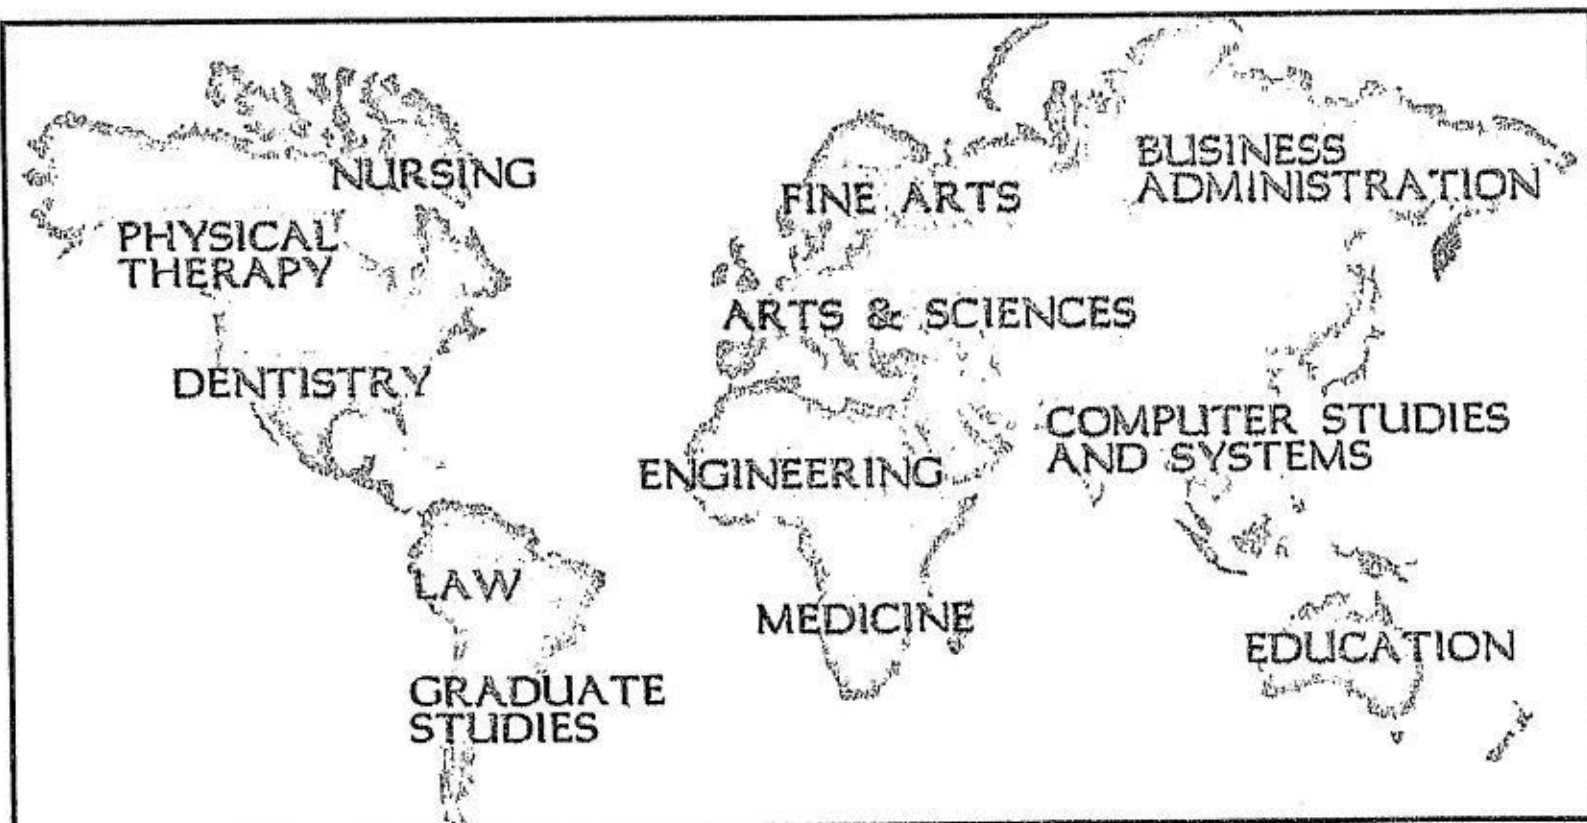 NURSING
PHYSICAL
THERAPY
DENTISTRY
LAW
GRADUATE
STUDIES
FINE ARTS
ARTS & SCIENCES
ENGINEERING
MEDICINE
BUSINESS
ADMINISTRATION
COMPUTER STUDIES
AND SYSTEMS
EDUCATION